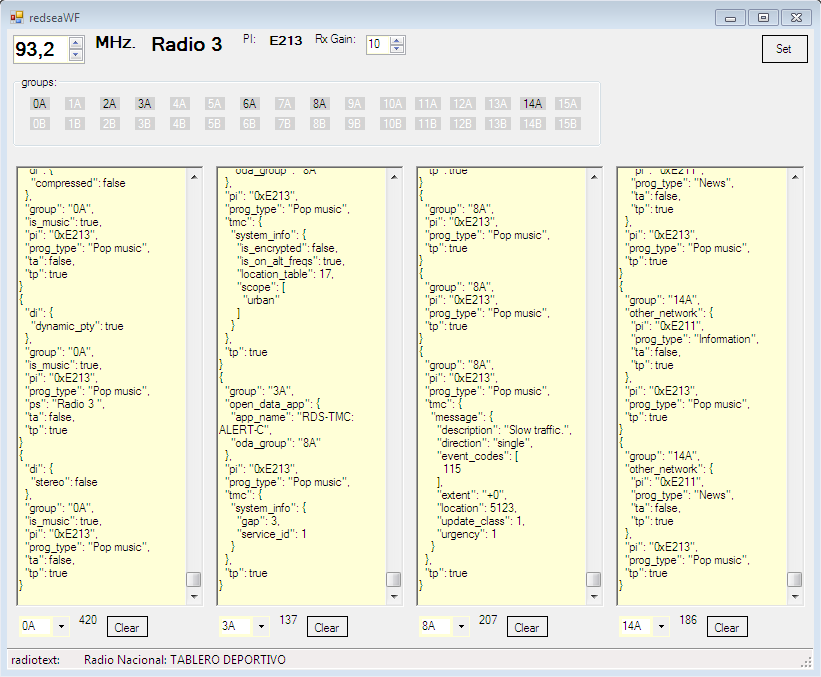 redseaWF
93,2 MHz. Radio 3 PI: E213 Rx Gain: 10 Set
groups:
0A 1A 2A 3A 4A 5A 6A 7A 8A 9A 10A 11A 12A 13A 14A 15A
0B 1B 2B 3B 4B 5B 6B 7B 8B 9B 10B 11B 12B 13B 14B 15B
"di": {
"compressed": false
},
"group": "0A",
"is_music": true,
"pi": "0xE213",
"prog_type": "Pop music",
"ta": false,
"tp": true
}
{
"di": {
"dynamic_pty": true
},
"group": "0A",
"is_music": true,
"pi": "0xE213",
"prog_type": "Pop music",
"ps": "Radio 3 ",
"ta": false,
"tp": true
}
{
"di": {
"stereo": false
},
"group": "0A",
"is_music": true,
"pi": "0xE213",
"prog_type": "Pop music",
"ta": false,
"tp": true
}
"oda_group": "8A"
},
"pi": "0xE213",
"prog_type": "Pop music",
"tmc": {
"system_info": {
"is_encrypted": false,
"is_on_alt_freqs": true,
"location_table": 17,
"scope": [
"urban"
]
}
},
"tp": true
}
{
"group": "3A",
"open_data_app": {
"app_name": "RDS-TMC:
ALERT-C",
"oda_group": "8A"
},
"pi": "0xE213",
"prog_type": "Pop music",
"tmc": {
"system_info": {
"gap": 3,
"service_id": 1
}
},
"tp": true
}
"tp": true
}
{
"group": "8A",
"pi": "0xE213",
"prog_type": "Pop music",
"tp": true
}
{
"group": "8A",
"pi": "0xE213",
"prog_type": "Pop music",
"tp": true
}
{
"group": "8A",
"pi": "0xE213",
"prog_type": "Pop music",
"tmc": {
"message": {
"description": "Slow traffic.",
"direction": "single",
"event_codes": [
115
],
"extent": "+0",
"location": 5123,
"update_class": 1,
"urgency": 1
}
},
"tp": true
}
"pi": "0xE211",
"prog_type": "News",
"ta": false,
"tp": true
},
"pi": "0xE213",
"prog_type": "Pop music",
"tp": true
}
{
"group": "14A",
"other_network": {
"pi": "0xE211",
"prog_type": "Information",
"ta": false,
"tp": true
},
"pi": "0xE213",
"prog_type": "Pop music",
"tp": true
}
{
"group": "14A",
"other_network": {
"pi": "0xE211",
"prog_type": "News",
"ta": false,
"tp": true
},
"pi": "0xE213",
"prog_type": "Pop music",
"tp": true
}
0A 420 Clear 3A 137 Clear 8A 207 Clear 14A 186 Clear
radiotext: Radio Nacional: TABLERO DEPORTIVO